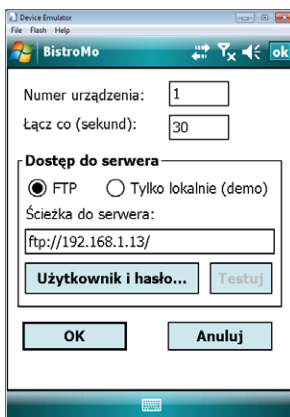 Device Emulator
File Flash Help
BistroMo ok
Numer urządzenia: 1
Łącz co (sekund): 30
Dostęp do serwera
FTP Tylko lokalnie (demo)
Ścieżka do serwera:
ftp://192.168.1.13/
Użytkownik i hasło... Testuj
OK Anuluj